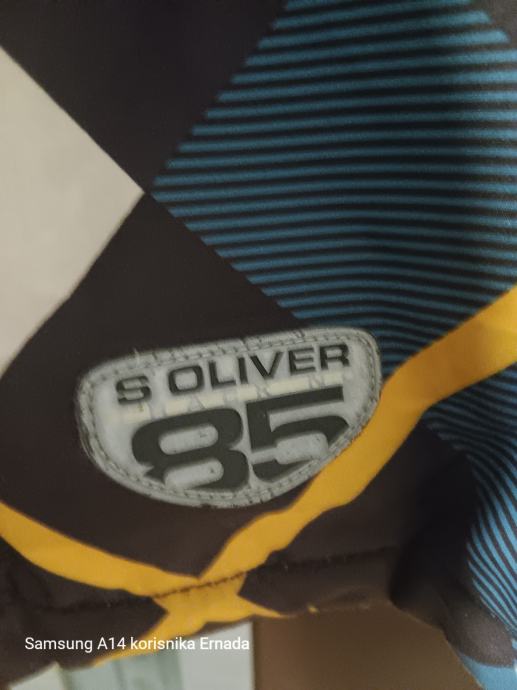 S OLIVER
85
Samsung A14 korisnika Ernada